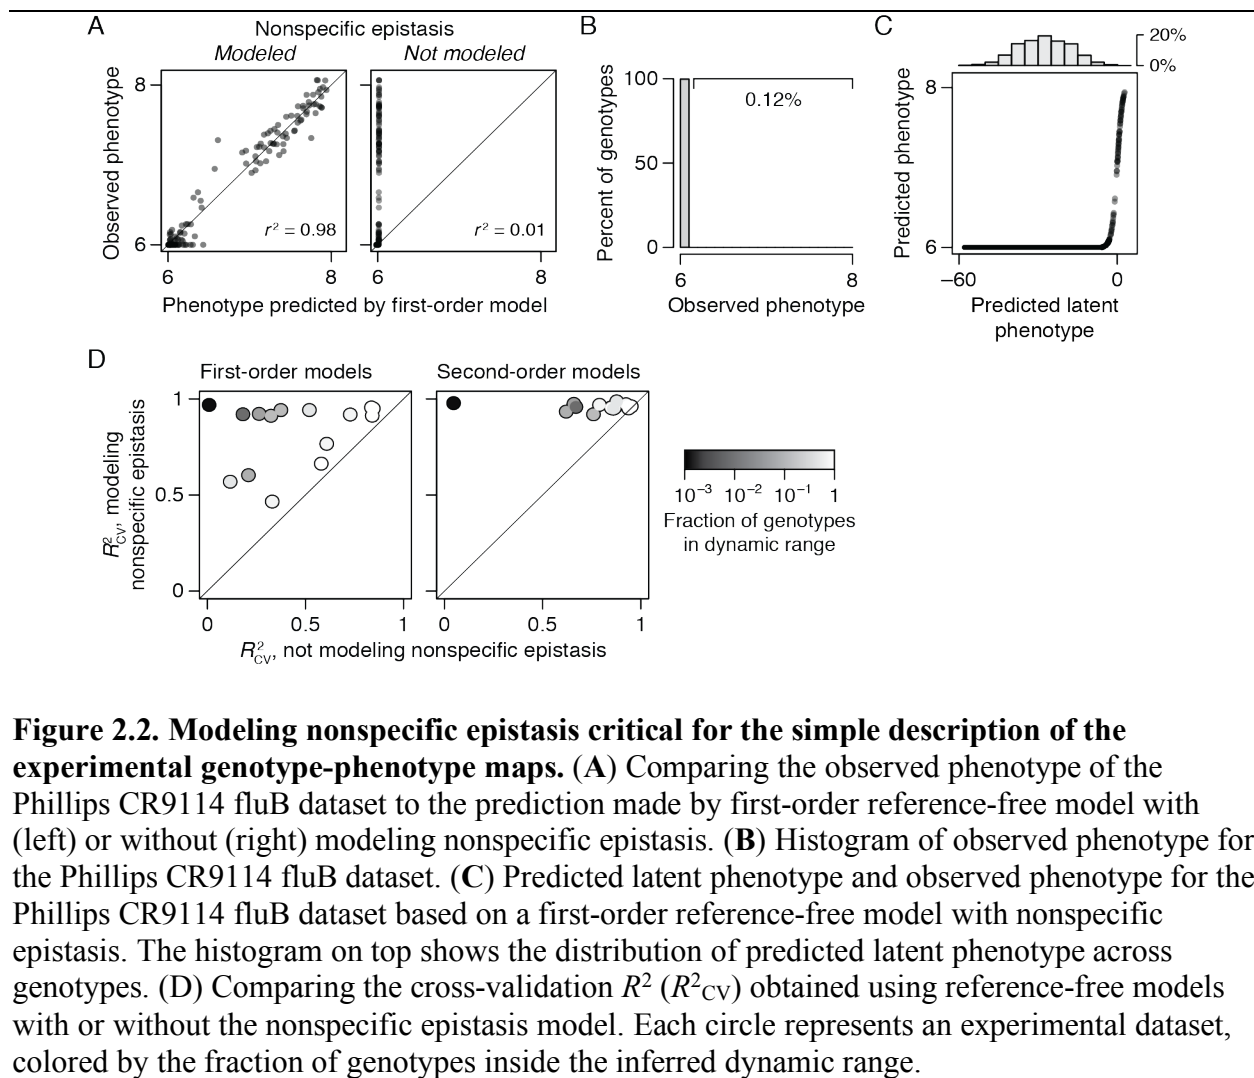 A
Nonspecific epistasis
Modeled
Not modeled
Observed phenotype
8
6
r² = 0.98
r² = 0.01
6
8
6
8
Phenotype predicted by first-order model
B
Percent of genotypes
100
50
0
0.12%
6
8
Observed phenotype
C
20%
0%
Predicted phenotype
8
6
−60
0
Predicted latent
phenotype
D
First-order models
Second-order models
R²CV, modeling
nonspecific epistasis
1
0.5
0
0
0.5
1
0
0.5
1
R²CV, not modeling nonspecific epistasis
10⁻³
10⁻²
10⁻¹
1
Fraction of genotypes
in dynamic range
Figure 2.2. Modeling nonspecific epistasis critical for the simple description of the
experimental genotype-phenotype maps. (A) Comparing the observed phenotype of the
Phillips CR9114 fluB dataset to the prediction made by first-order reference-free model with
(left) or without (right) modeling nonspecific epistasis. (B) Histogram of observed phenotype for
the Phillips CR9114 fluB dataset. (C) Predicted latent phenotype and observed phenotype for the
Phillips CR9114 fluB dataset based on a first-order reference-free model with nonspecific
epistasis. The histogram on top shows the distribution of predicted latent phenotype across
genotypes. (D) Comparing the cross-validation R² (R²CV) obtained using reference-free models
with or without the nonspecific epistasis model. Each circle represents an experimental dataset,
colored by the fraction of genotypes inside the inferred dynamic range.